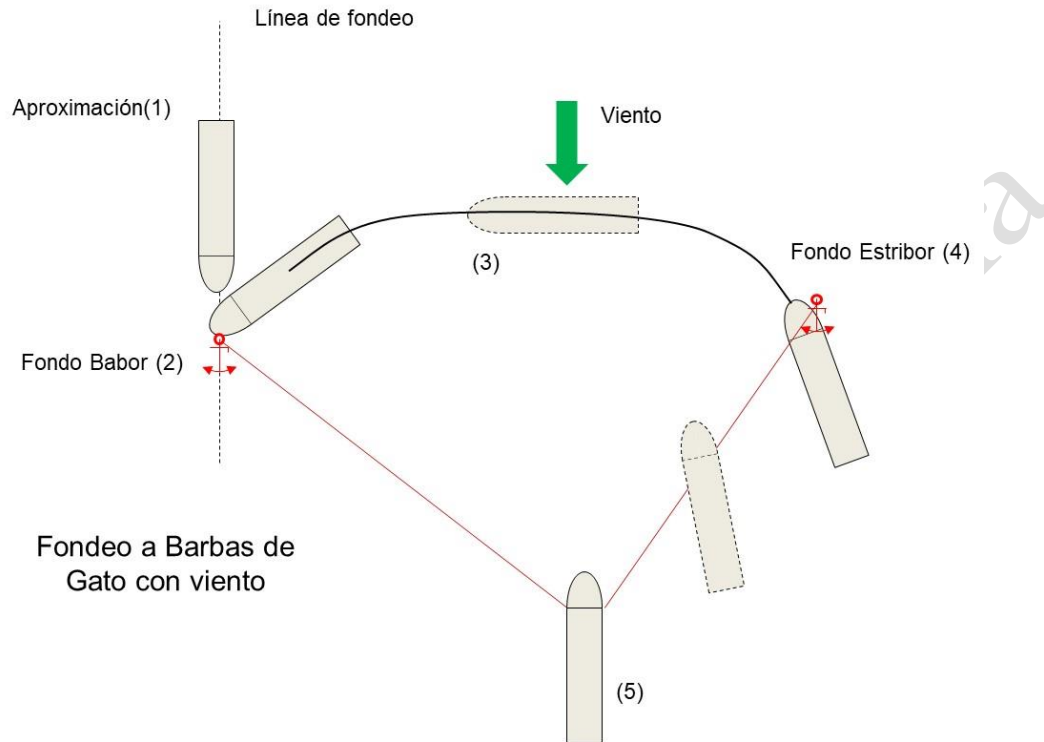 Línea de fondeo
Aproximación(1)
Viento
(3)
Fondo Estribor (4)
Fondo Babor (2)
Fondeo a Barbas de
Gato con viento
(5)